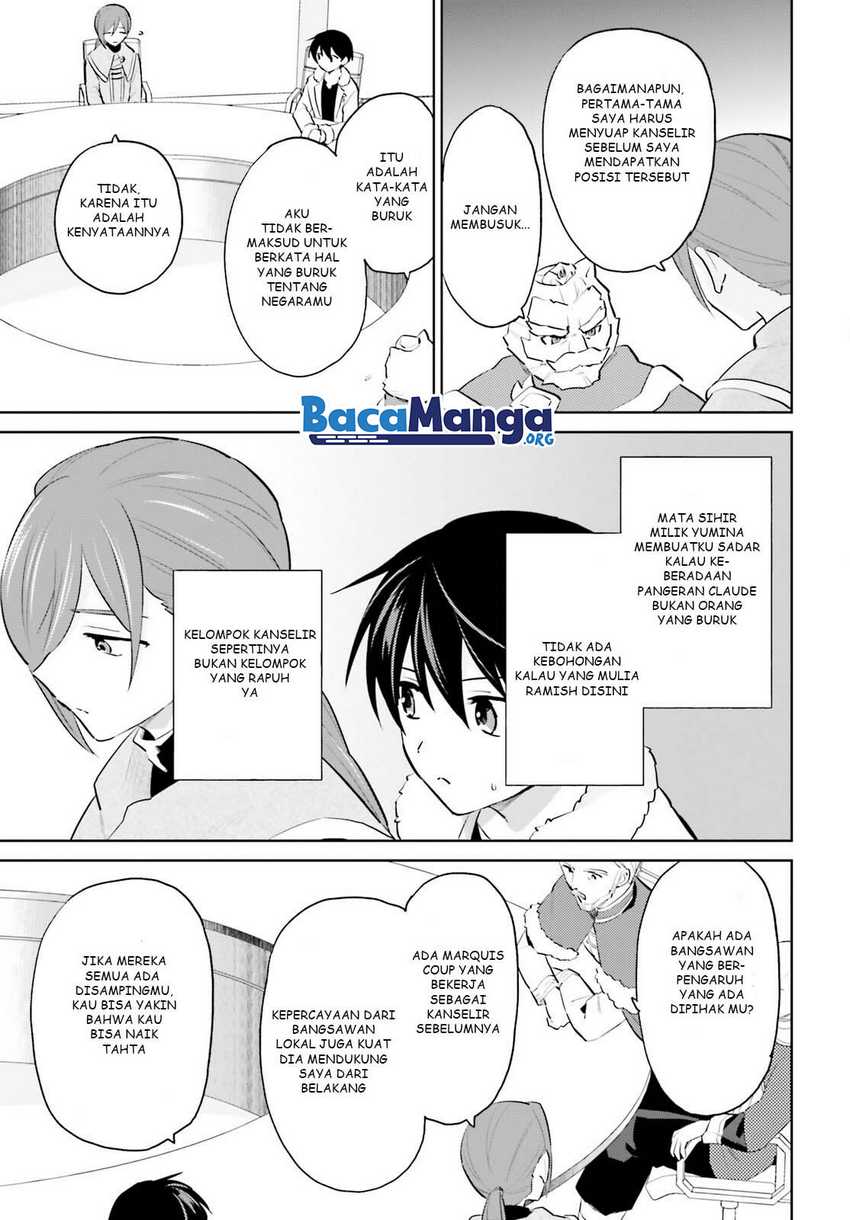 BAGAIMANAPUN,
PERTAMA-TAMA
SAYA HARUS
MENYUAP KANSELIR
SEBELUM SAYA
MENDAPATKAN
POSISI TERSEBUT
JANGAN
MEMBUSUK...
ITU
ADALAH
KATA-KATA
YANG
BURUK
AKU
TIDAK BER-
MAKSUD UNTUK
BERKATA HAL
YANG BURUK
TENTANG
NEGARAMU
TIDAK,
KARENA ITU
ADALAH
KENYATAANNYA
BacaManga
.ORG
MATA SIHIR
MILIK YUMINA
MEMBUATKU SADAR
KALAU KE-
BERADAAN
PANGERAN CLAUDE
BUKAN ORANG
YANG BURUK
TIDAK ADA
KEBOHONGAN
KALAU YANG MULIA
RAMISH DISINI
KELOMPOK KANSELIR
SEPERTINYA
BUKAN KELOMPOK
YANG RAPUH
YA
APAKAH ADA
BANGSAWAN
YANG BER-
PENGARUH
YANG ADA
DIPIHAK MU?
ADA MARQUIS
COUP YANG
BEKERJA
SEBAGAI
KANSELIR
SEBELUMNYA
KEPERCAYAAN DARI
BANGSAWAN
LOKAL JUGA KUAT
DIA MENDUKUNG
SAYA DARI
BELAKANG
JIKA MEREKA
SEMUA ADA
DISAMPINGMU,
KAU BISA YAKIN
BAHWA KAU
BISA NAIK
TAHTA